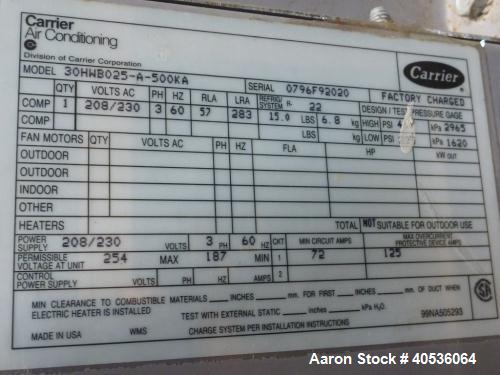 Carrier
Air Conditioning
Division of Carrier Corporation
Carrier
MODEL 30HWB025-A-500KA SERIAL 0796F92020 FACTORY CHARGED
QTY VOLTS AC PH HZ RLA LRA REFRIG SYSTEM R- 22 DESIGN / TEST PRESSURE GAGE
COMP 1 208/230 3 60 57 283 15.0 LBS 6.8 kg HIGH PSI kPa 2965
COMP LBS kg LOW PSI kPa 1620
FAN MOTORS QTY VOLTS AC PH HZ FLA HP kW OUT
OUTDOOR
OUTDOOR
INDOOR
OTHER
HEATERS TOTAL NOT SUITABLE FOR OUTDOOR USE
POWER SUPPLY 208/230 VOLTS 3 PH 60 HZ CKT MIN CIRCUIT AMPS MAX OVERCURRENT PROTECTIVE DEVICE AMPS
PERMISSIBLE VOLTAGE AT UNIT 254 MAX 187 MIN 1 72 125
CONTROL POWER SUPPLY VOLTS PH HZ AMPS 2
MIN CLEARANCE TO COMBUSTIBLE MATERIALS INCHES mm. FOR FIRST INCHES mm. OF DUCT WHEN
ELECTRIC HEATER IS INSTALLED TEST WITH EXTERNAL STATIC INCHES kPa H₂O.
MADE IN USA WMS CHARGE SYSTEM PER INSTALLATION INSTRUCTIONS 99NA505293
Aaron Stock # 40536064